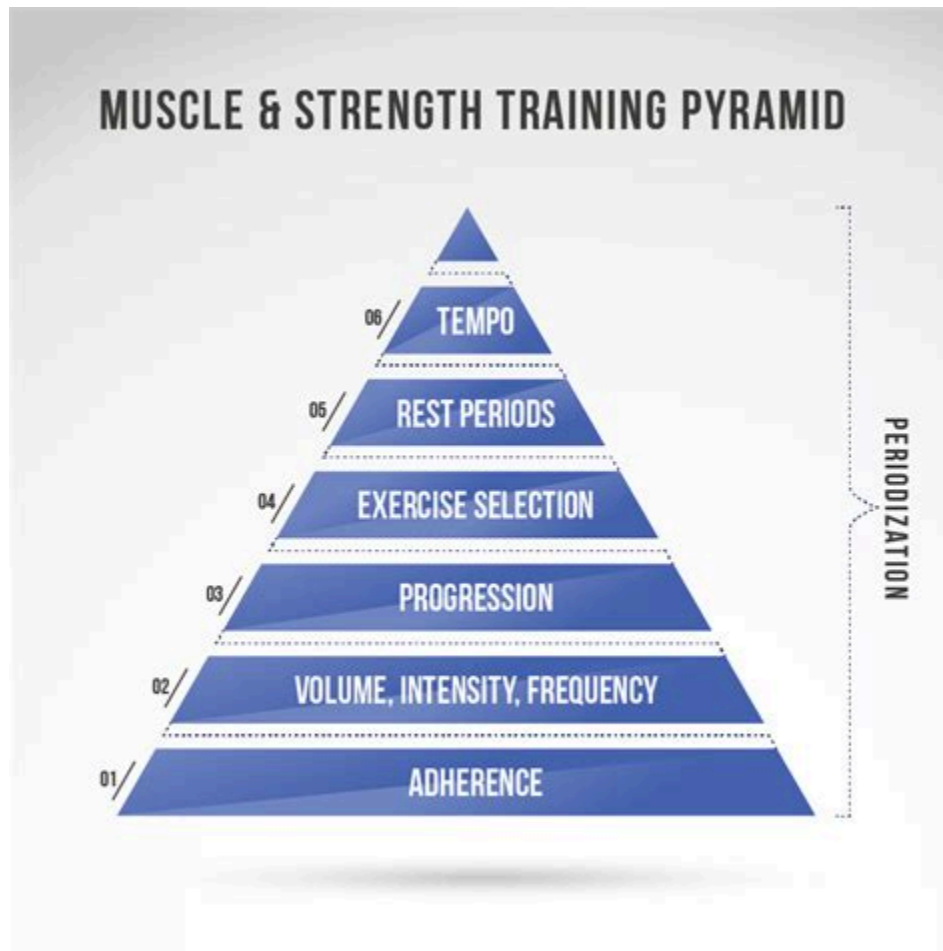 MUSCLE & STRENGTH TRAINING PYRAMID
06 TEMPO
05 REST PERIODS
04 EXERCISE SELECTION
03 PROGRESSION
02 VOLUME, INTENSITY, FREQUENCY
01 ADHERENCE
PERIODIZATION